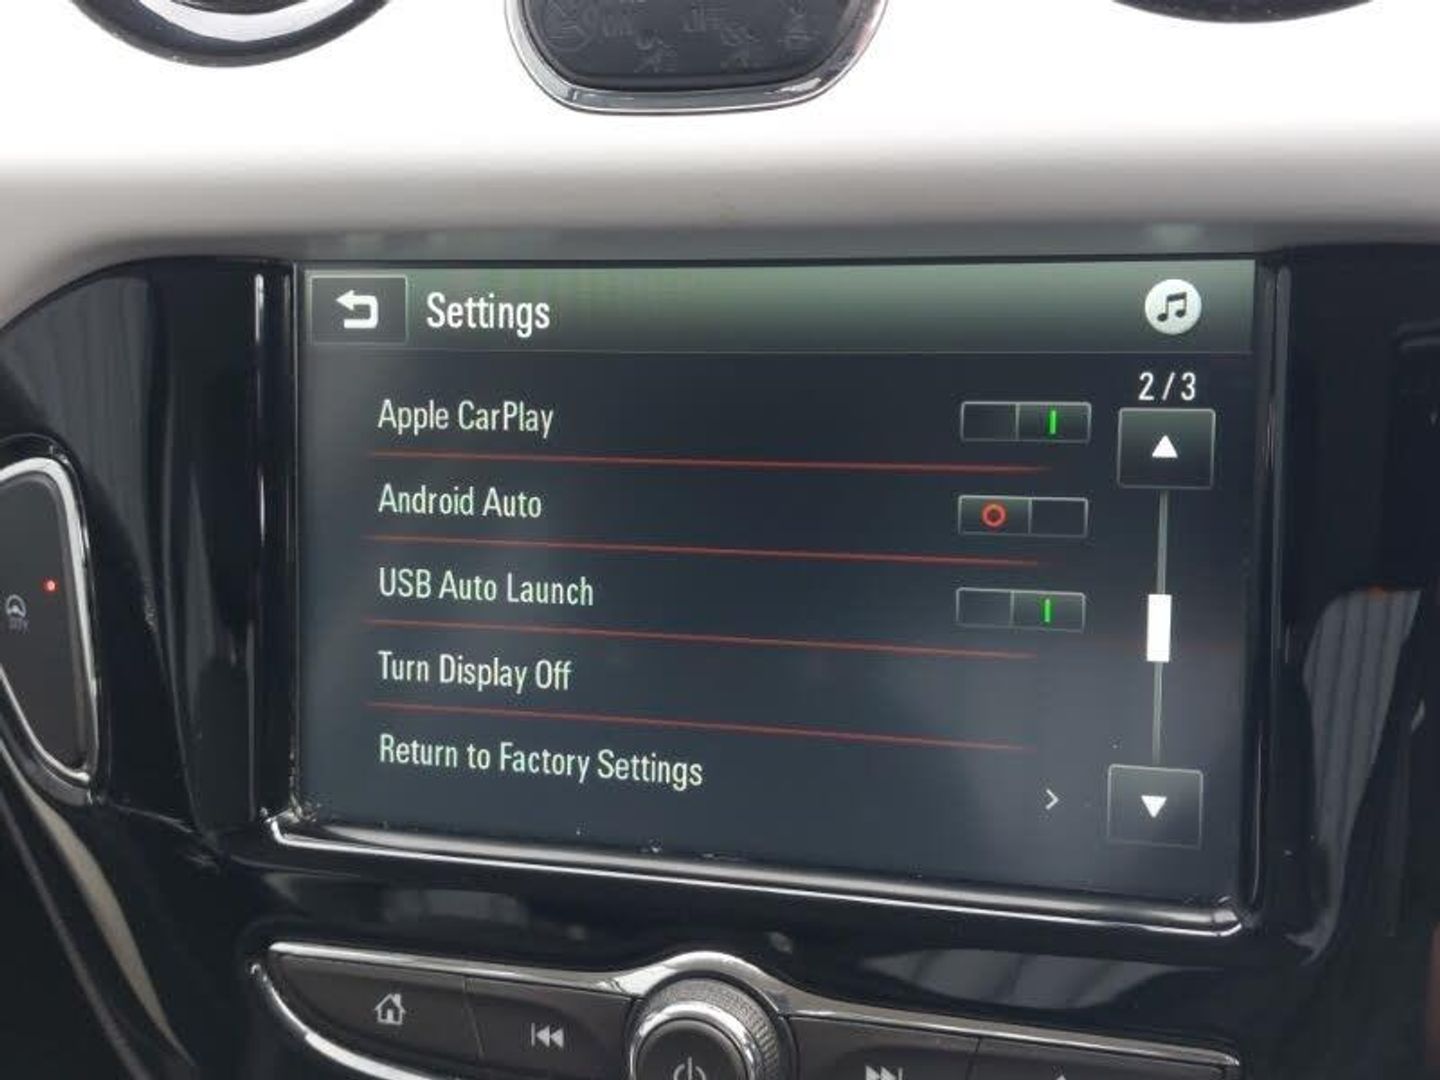 Settings
2/3
Apple CarPlay
Android Auto
USB Auto Launch
Turn Display Off
Return to Factory Settings